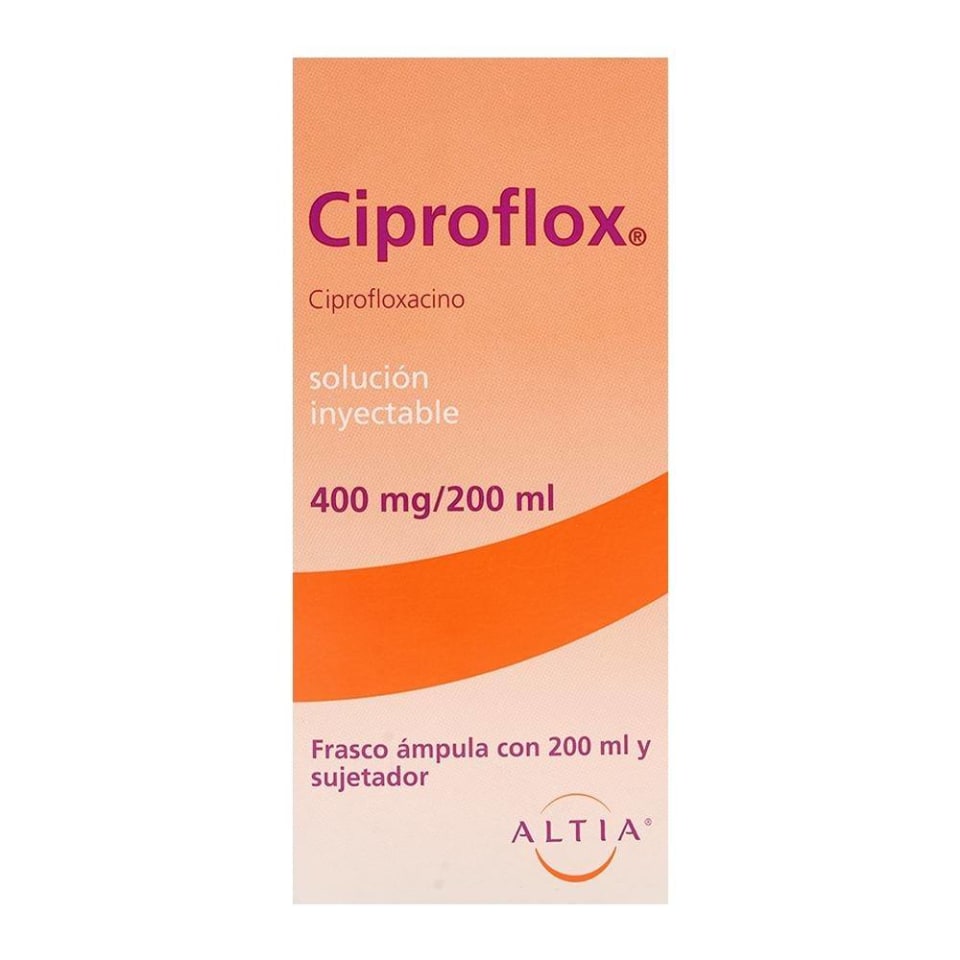 Ciproflox®
Ciprofloxacino
solución
inyectable
400 mg/200 ml
Frasco ámpula con 200 ml y
sujetador
ALTIA®